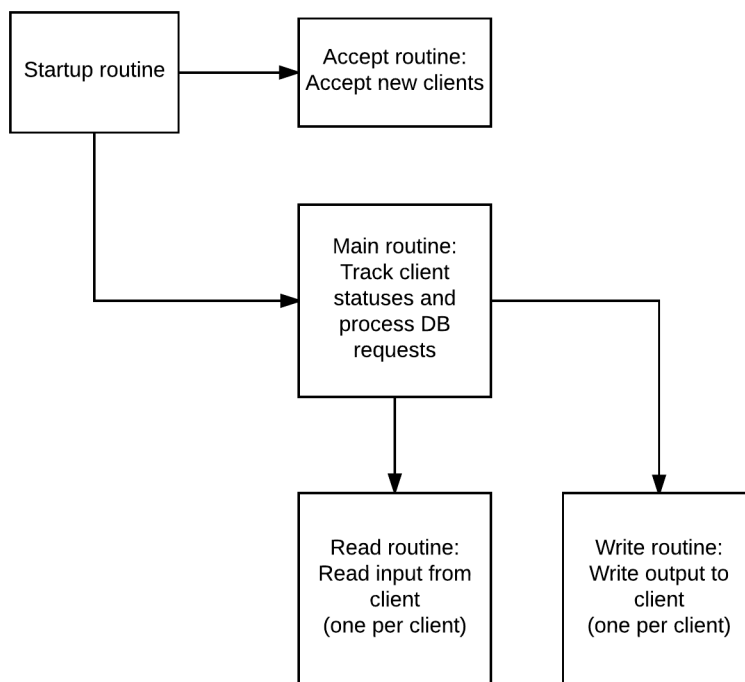 Startup routine
Accept routine:
Accept new clients
Main routine:
Track client
statuses and
process DB
requests
Read routine:
Read input from
client
(one per client)
Write routine:
Write output to
client
(one per client)